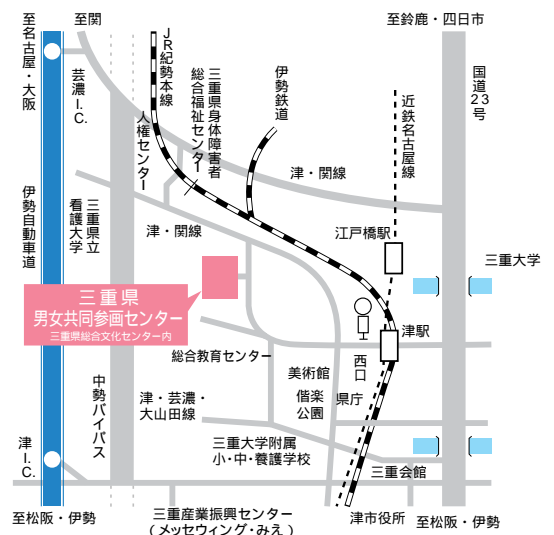 至名古屋・大阪
至関
至鈴鹿・四日市
芸濃I.C.
JR紀勢本線
三重県身体障害者
総合福祉センター
人権センター
伊勢鉄道
近鉄名古屋線
国道23号
津・関線
伊勢自動車道
三重県立
看護大学
津・関線
江戸橋駅
三重大学
三重県
男女共同参画センター
三重県総合文化センター内
津駅
総合教育センター
西口
美術館
中勢バイパス
津・芸濃・
大山田線
偕楽
公園
県庁
津I.C.
三重大学附属
小・中・養護学校
三重会館
至松阪・伊勢
三重産業振興センター
(メッセウィング・みえ)
津市役所
至松阪・伊勢